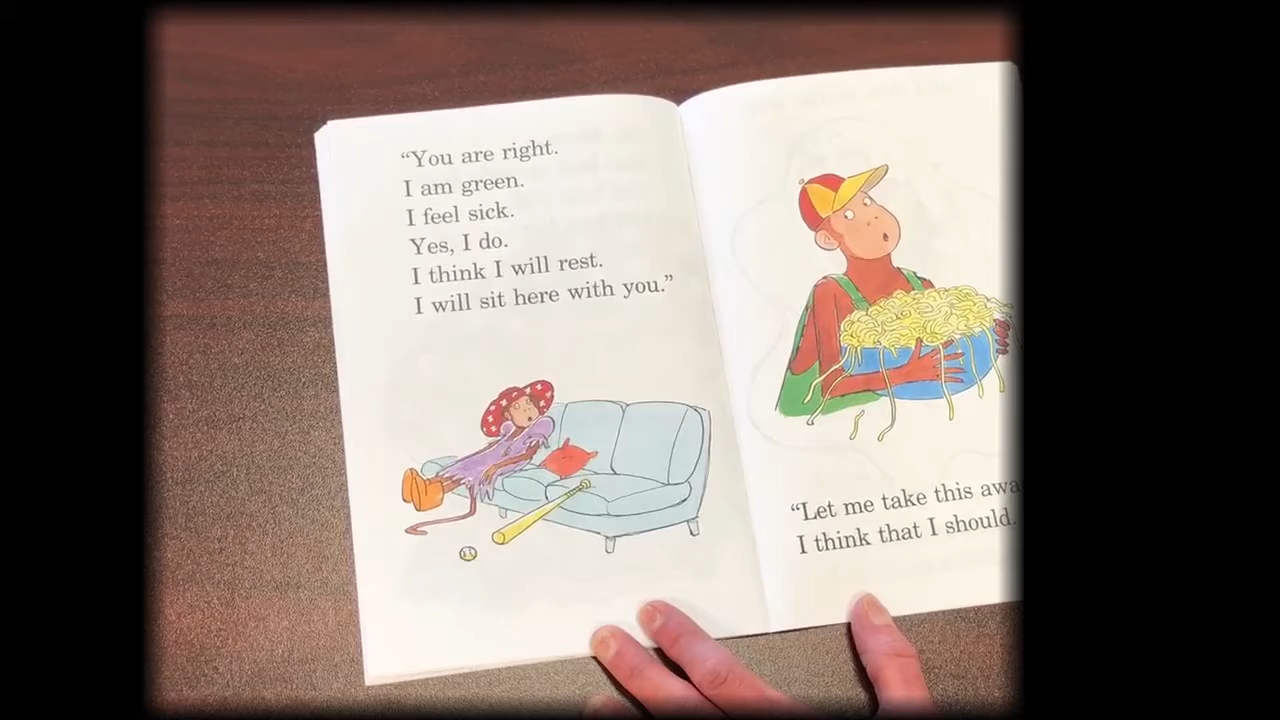 “You are right.
I am green.
I feel sick.
Yes, I do.
I think I will rest.
I will sit here with you.”
“Let me take this
I think that I should.